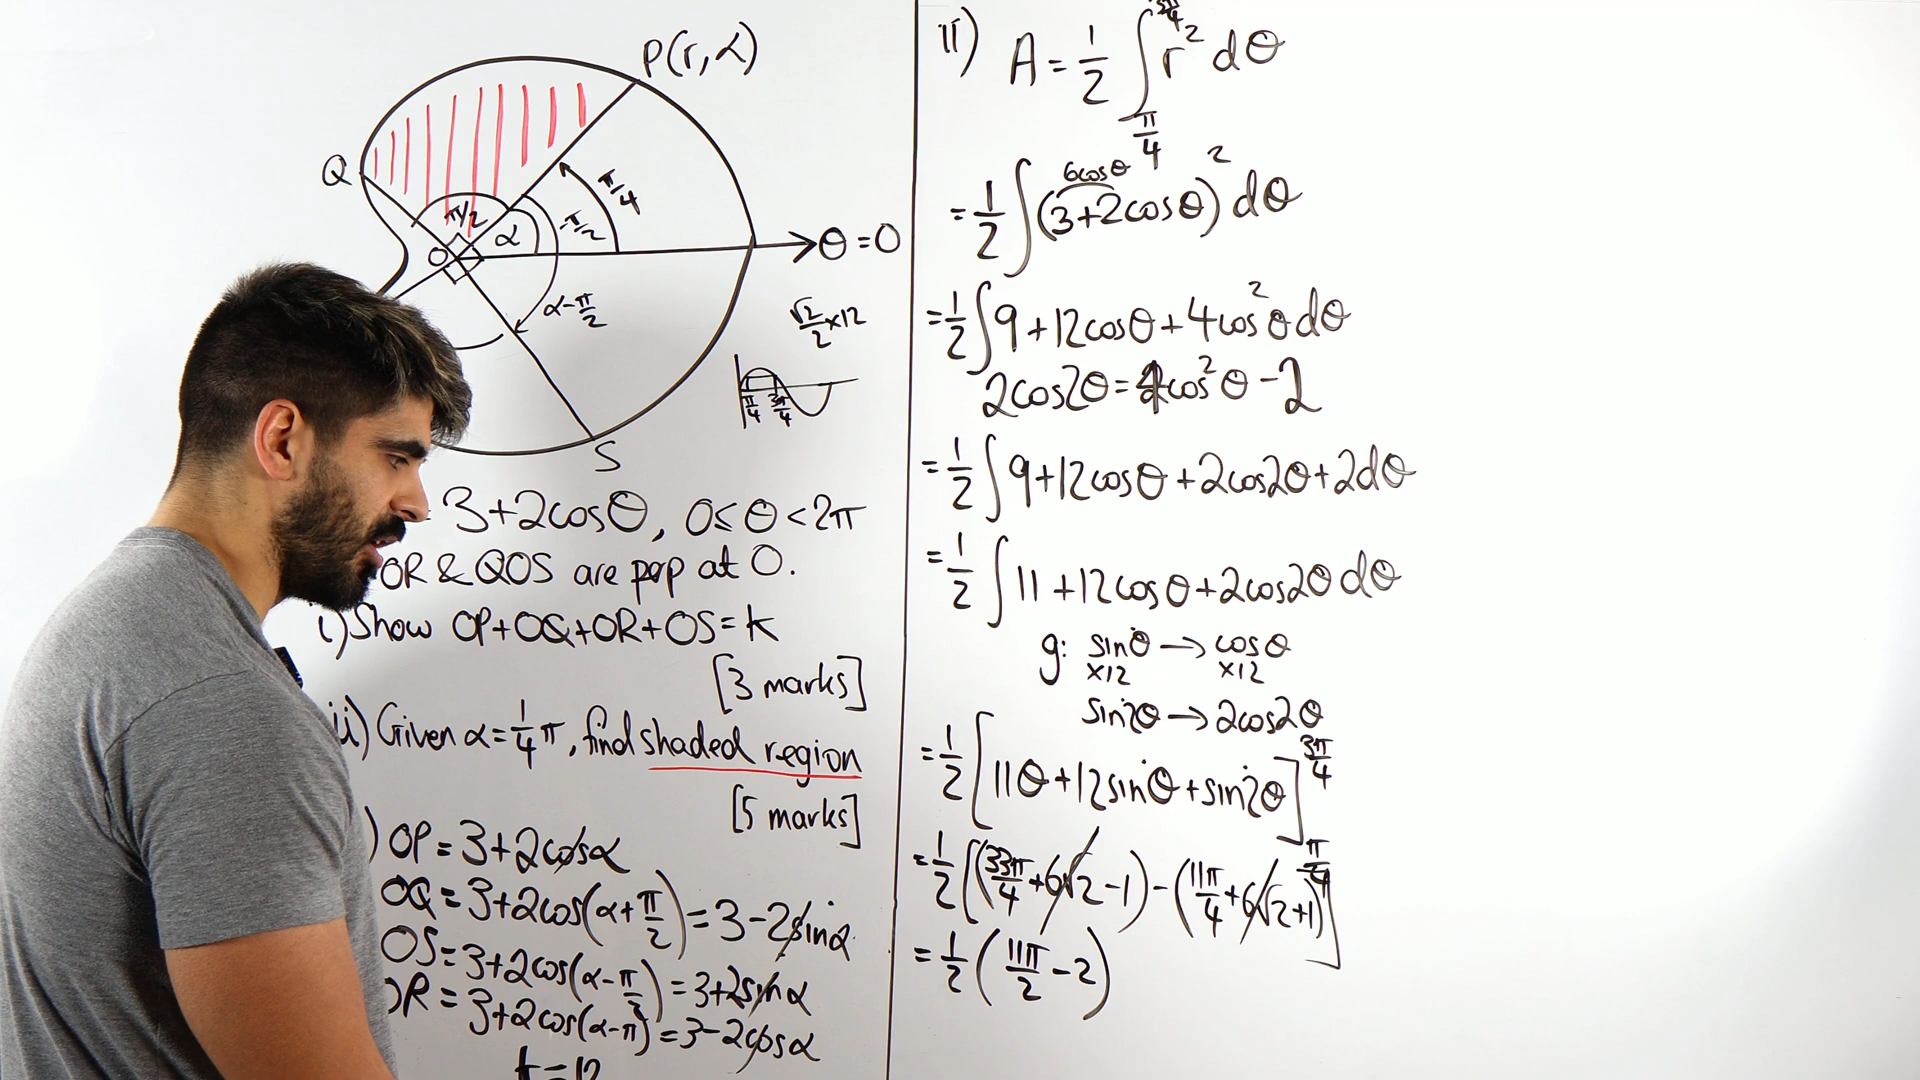 P(r, α)
Q
π/2
α
-π/2
π/4
O
θ = 0
α-π/2
√2/2 × 12
π/4 3π/4
S
= 3+2cosθ, 0 ≤ θ < 2π
OR & QOS are perp at O.
i) Show OP+OQ+OR+OS = k
[3 marks]
ii) Given α = 1/4 π, find shaded region
[5 marks]
) OP = 3+2cosα
OQ = 3+2cos(α+π/2) = 3-2sinα
OS = 3+2cos(α-π/2) = 3+2sinα
OR = 3+2cos(α-π) = 3-2cosα
k = 12
ii) A = 1/2 ∫ r² dθ
π/4
6cosθ
= 1/2 ∫ (3+2cosθ)² dθ
= 1/2 ∫ 9+12cosθ+4cos²θ dθ
2cos2θ = 4cos²θ - 2
= 1/2 ∫ 9+12cosθ+2cos2θ+2 dθ
= 1/2 ∫ 11+12cosθ+2cos2θ dθ
g: sinθ → cosθ
×12 ×12
sin2θ → 2cos2θ
= 1/2 [11θ+12sinθ+sin2θ] 3π/4
π/4
= 1/2 [(33π/4+6√2-1) - (11π/4+6√2+1)]
= 1/2 (11π/2 - 2)